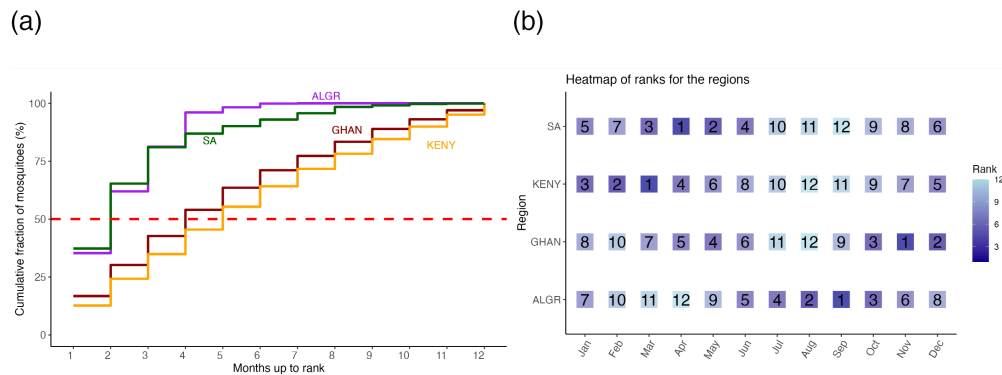 (a)
(b)
Cumulative fraction of mosquitoes (%)
100
75
50
25
0
ALGR
SA
GHAN
KENY
1 2 3 4 5 6 7 8 9 10 11 12
Months up to rank
Heatmap of ranks for the regions
Region
SA 5 7 3 1 2 4 10 11 12 9 8 6
KENY 3 2 1 4 6 8 10 12 11 9 7 5
GHAN 8 10 7 5 4 6 11 12 9 3 1 2
ALGR 7 10 11 12 9 5 4 2 1 3 6 8
Jan Feb Mar Apr May Jun Jul Aug Sep Oct Nov Dec
Rank
12
9
6
3